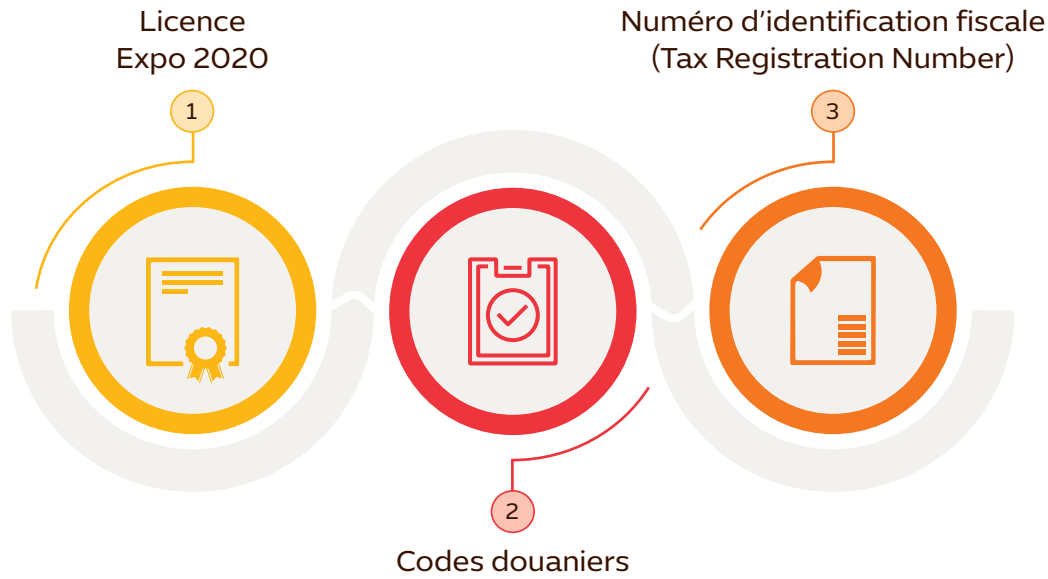 Licence
Expo 2020
1
Codes douaniers
2
Numéro d’identification fiscale
(Tax Registration Number)
3